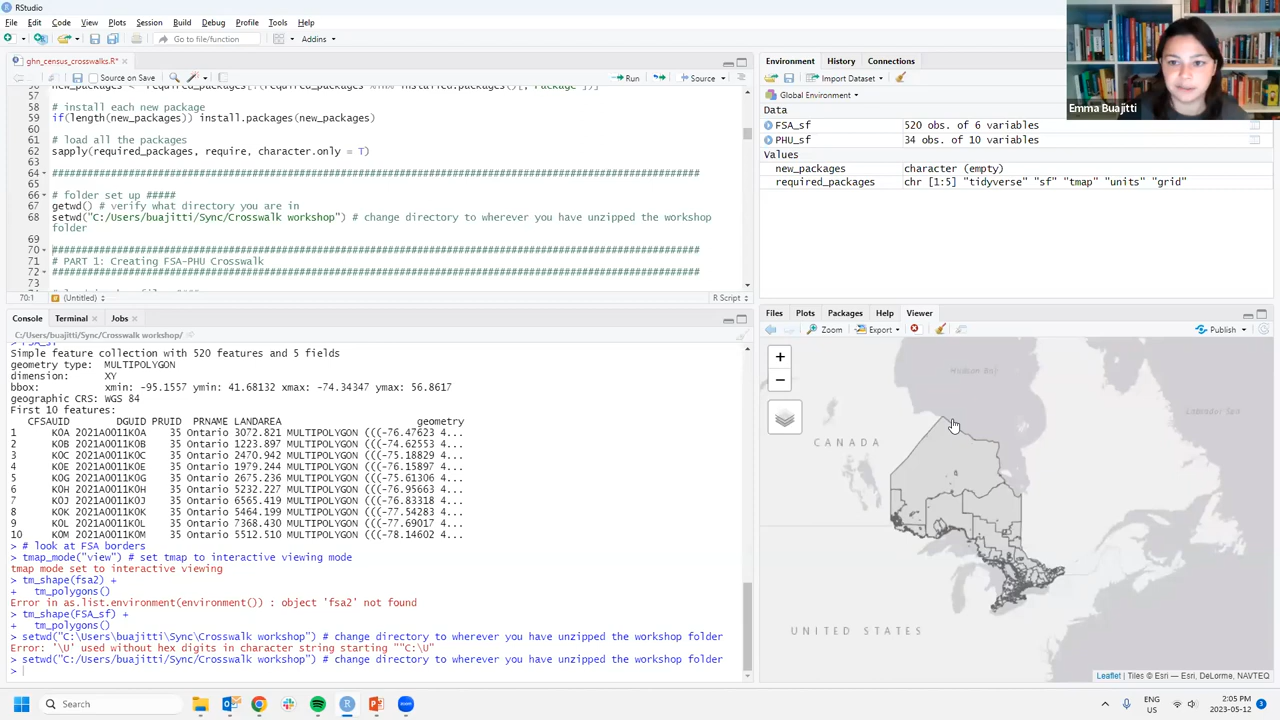 RStudio
File Edit Code View Plots Session Build Debug Profile Tools Help
Go to file/function
Addins
ghn_census_crosswalks.R*
Source on Save
Run
Source
57
# install each new package
58
59 if(length(new_packages)) install.packages(new_packages)
60
61 # load all the packages
62 sapply(required_packages, require, character.only = T)
63
64 ##############################################################################################################
65
66 # folder set up #####
67 getwd() # verify what directory you are in
68 setwd("C:/Users/buajitti/Sync/Crosswalk workshop") # change directory to wherever you have unzipped the workshop
folder
69
70 ##############################################################################################################
71 # PART 1: Creating FSA-PHU Crosswalk
72 ##############################################################################################################
73
70:1 (Untitled) R Script
Console Terminal Jobs
C:/Users/buajitti/Sync/Crosswalk workshop/
Simple feature collection with 520 features and 5 fields
geometry type: MULTIPOLYGON
dimension: XY
bbox: xmin: -95.1557 ymin: 41.68132 xmax: -74.34347 ymax: 56.8617
geographic CRS: WGS 84
First 10 features:
CFSAUID DGUID PRUID PRNAME LANDAREA geometry
1 K0A 2021A0011K0A 35 Ontario 3072.821 MULTIPOLYGON (((-76.47623 4...
2 K0B 2021A0011K0B 35 Ontario 1223.897 MULTIPOLYGON (((-74.62553 4...
3 K0C 2021A0011K0C 35 Ontario 2470.942 MULTIPOLYGON (((-75.18829 4...
4 K0E 2021A0011K0E 35 Ontario 1979.244 MULTIPOLYGON (((-76.15897 4...
5 K0G 2021A0011K0G 35 Ontario 2675.236 MULTIPOLYGON (((-75.61306 4...
6 K0H 2021A0011K0H 35 Ontario 5232.227 MULTIPOLYGON (((-76.95663 4...
7 K0J 2021A0011K0J 35 Ontario 6565.419 MULTIPOLYGON (((-76.83318 4...
8 K0K 2021A0011K0K 35 Ontario 5464.199 MULTIPOLYGON (((-77.54283 4...
9 K0L 2021A0011K0L 35 Ontario 7368.430 MULTIPOLYGON (((-77.69017 4...
10 K0M 2021A0011K0M 35 Ontario 5512.510 MULTIPOLYGON (((-78.14602 4...
> # look at FSA borders
> tmap_mode("view") # set tmap to interactive viewing mode
tmap mode set to interactive viewing
> tm_shape(fsa2) +
+ tm_polygons()
Error in as.list.environment(environment()) : object 'fsa2' not found
> tm_shape(FSA_sf) +
+ tm_polygons()
> setwd("C:\Users\buajitti\Sync\Crosswalk workshop") # change directory to wherever you have unzipped the workshop folder
Error: '\U' used without hex digits in character string starting ""C:\U"
> setwd("C:/Users/buajitti/Sync/Crosswalk workshop") # change directory to wherever you have unzipped the workshop folder
>
Environment History Connections
Import Dataset
Global Environment
Data
FSA_sf 520 obs. of 6 variables
PHU_sf 34 obs. of 10 variables
Values
new_packages character (empty)
required_packages chr [1:5] "tidyverse" "sf" "tmap" "units" "grid"
Emma Buajitti
Files Plots Packages Help Viewer
Zoom Export Publish
+
−
Hudson Bay
Labrador Sea
CANADA
UNITED STATES
Leaflet | Tiles © Esri — Esri, DeLorme, NAVTEQ
Search
ENG
US
2:05 PM
2023-05-12
3